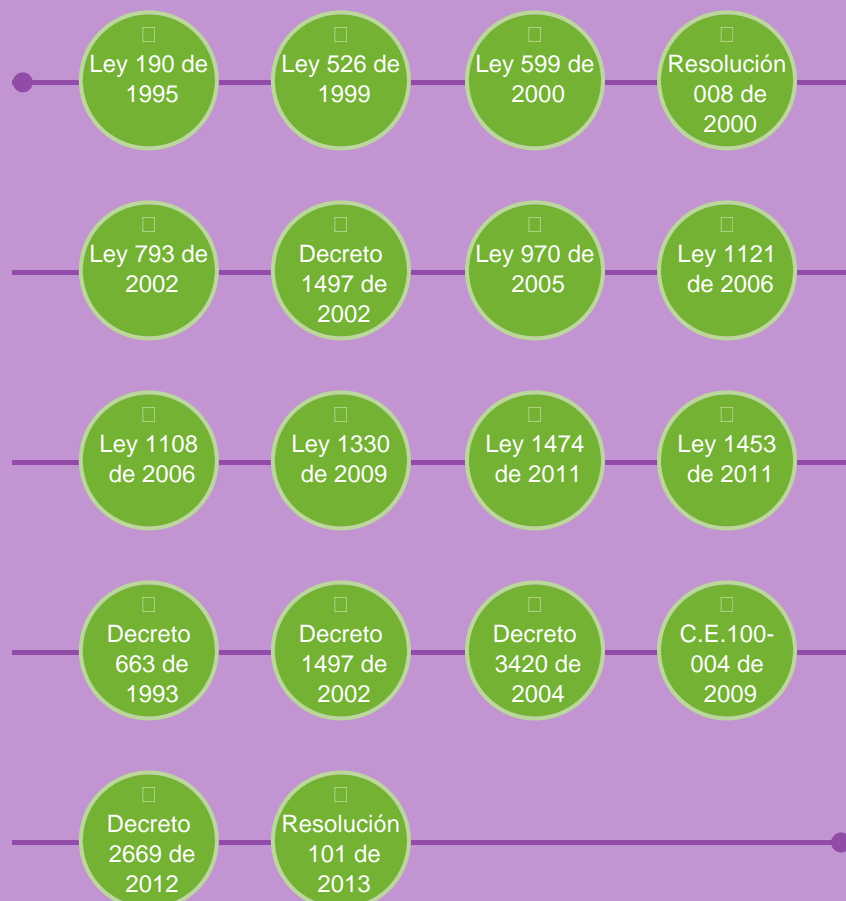 Ley 190 de
1995
Ley 526 de
1999
Ley 599 de
2000
Resolución
008 de
2000
Ley 793 de
2002
Decreto
1497 de
2002
Ley 970 de
2005
Ley 1121
de 2006
Ley 1108
de 2006
Ley 1330
de 2009
Ley 1474
de 2011
Ley 1453
de 2011
Decreto
663 de
1993
Decreto
1497 de
2002
Decreto
3420 de
2004
C.E.100-
004 de
2009
Decreto
2669 de
2012
Resolución
101 de
2013